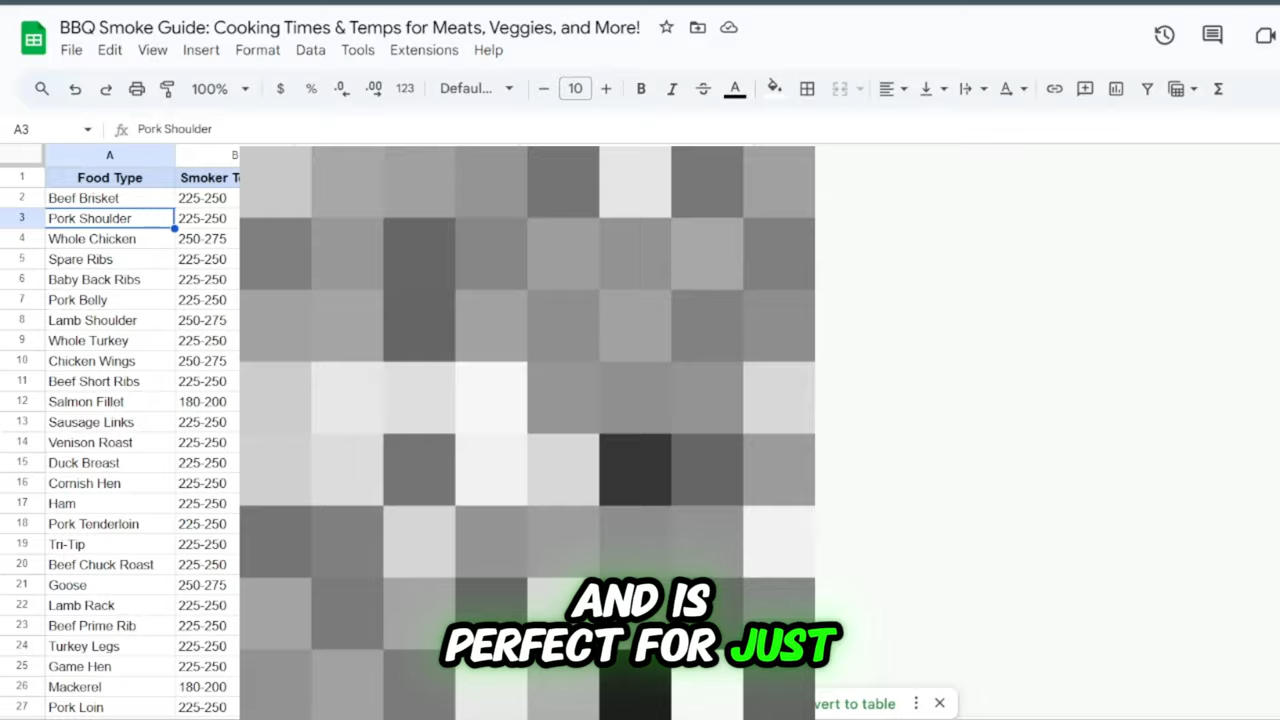 BBQ Smoke Guide: Cooking Times & Temps for Meats, Veggies, and More!
File Edit View Insert Format Data Tools Extensions Help
100% $ % .0 .00 123 Defaul... − 10 + B I S A Σ
A3 fx Pork Shoulder
A B
1 Food Type Smoker
2 Beef Brisket 225-250
3 Pork Shoulder 225-250
4 Whole Chicken 250-275
5 Spare Ribs 225-250
6 Baby Back Ribs 225-250
7 Pork Belly 225-250
8 Lamb Shoulder 250-275
9 Whole Turkey 225-250
10 Chicken Wings 250-275
11 Beef Short Ribs 225-250
12 Salmon Fillet 180-200
13 Sausage Links 225-250
14 Venison Roast 225-250
15 Duck Breast 225-250
16 Cornish Hen 225-250
17 Ham 225-250
18 Pork Tenderloin 225-250
19 Tri-Tip 225-250
20 Beef Chuck Roast 225-250
21 Goose 250-275
22 Lamb Rack 225-250
23 Beef Prime Rib 225-250
24 Turkey Legs 225-250
25 Game Hen 225-250
26 Mackerel 180-200
27 Pork Loin 225-250
AND IS
PERFECT FOR JUST
vert to table